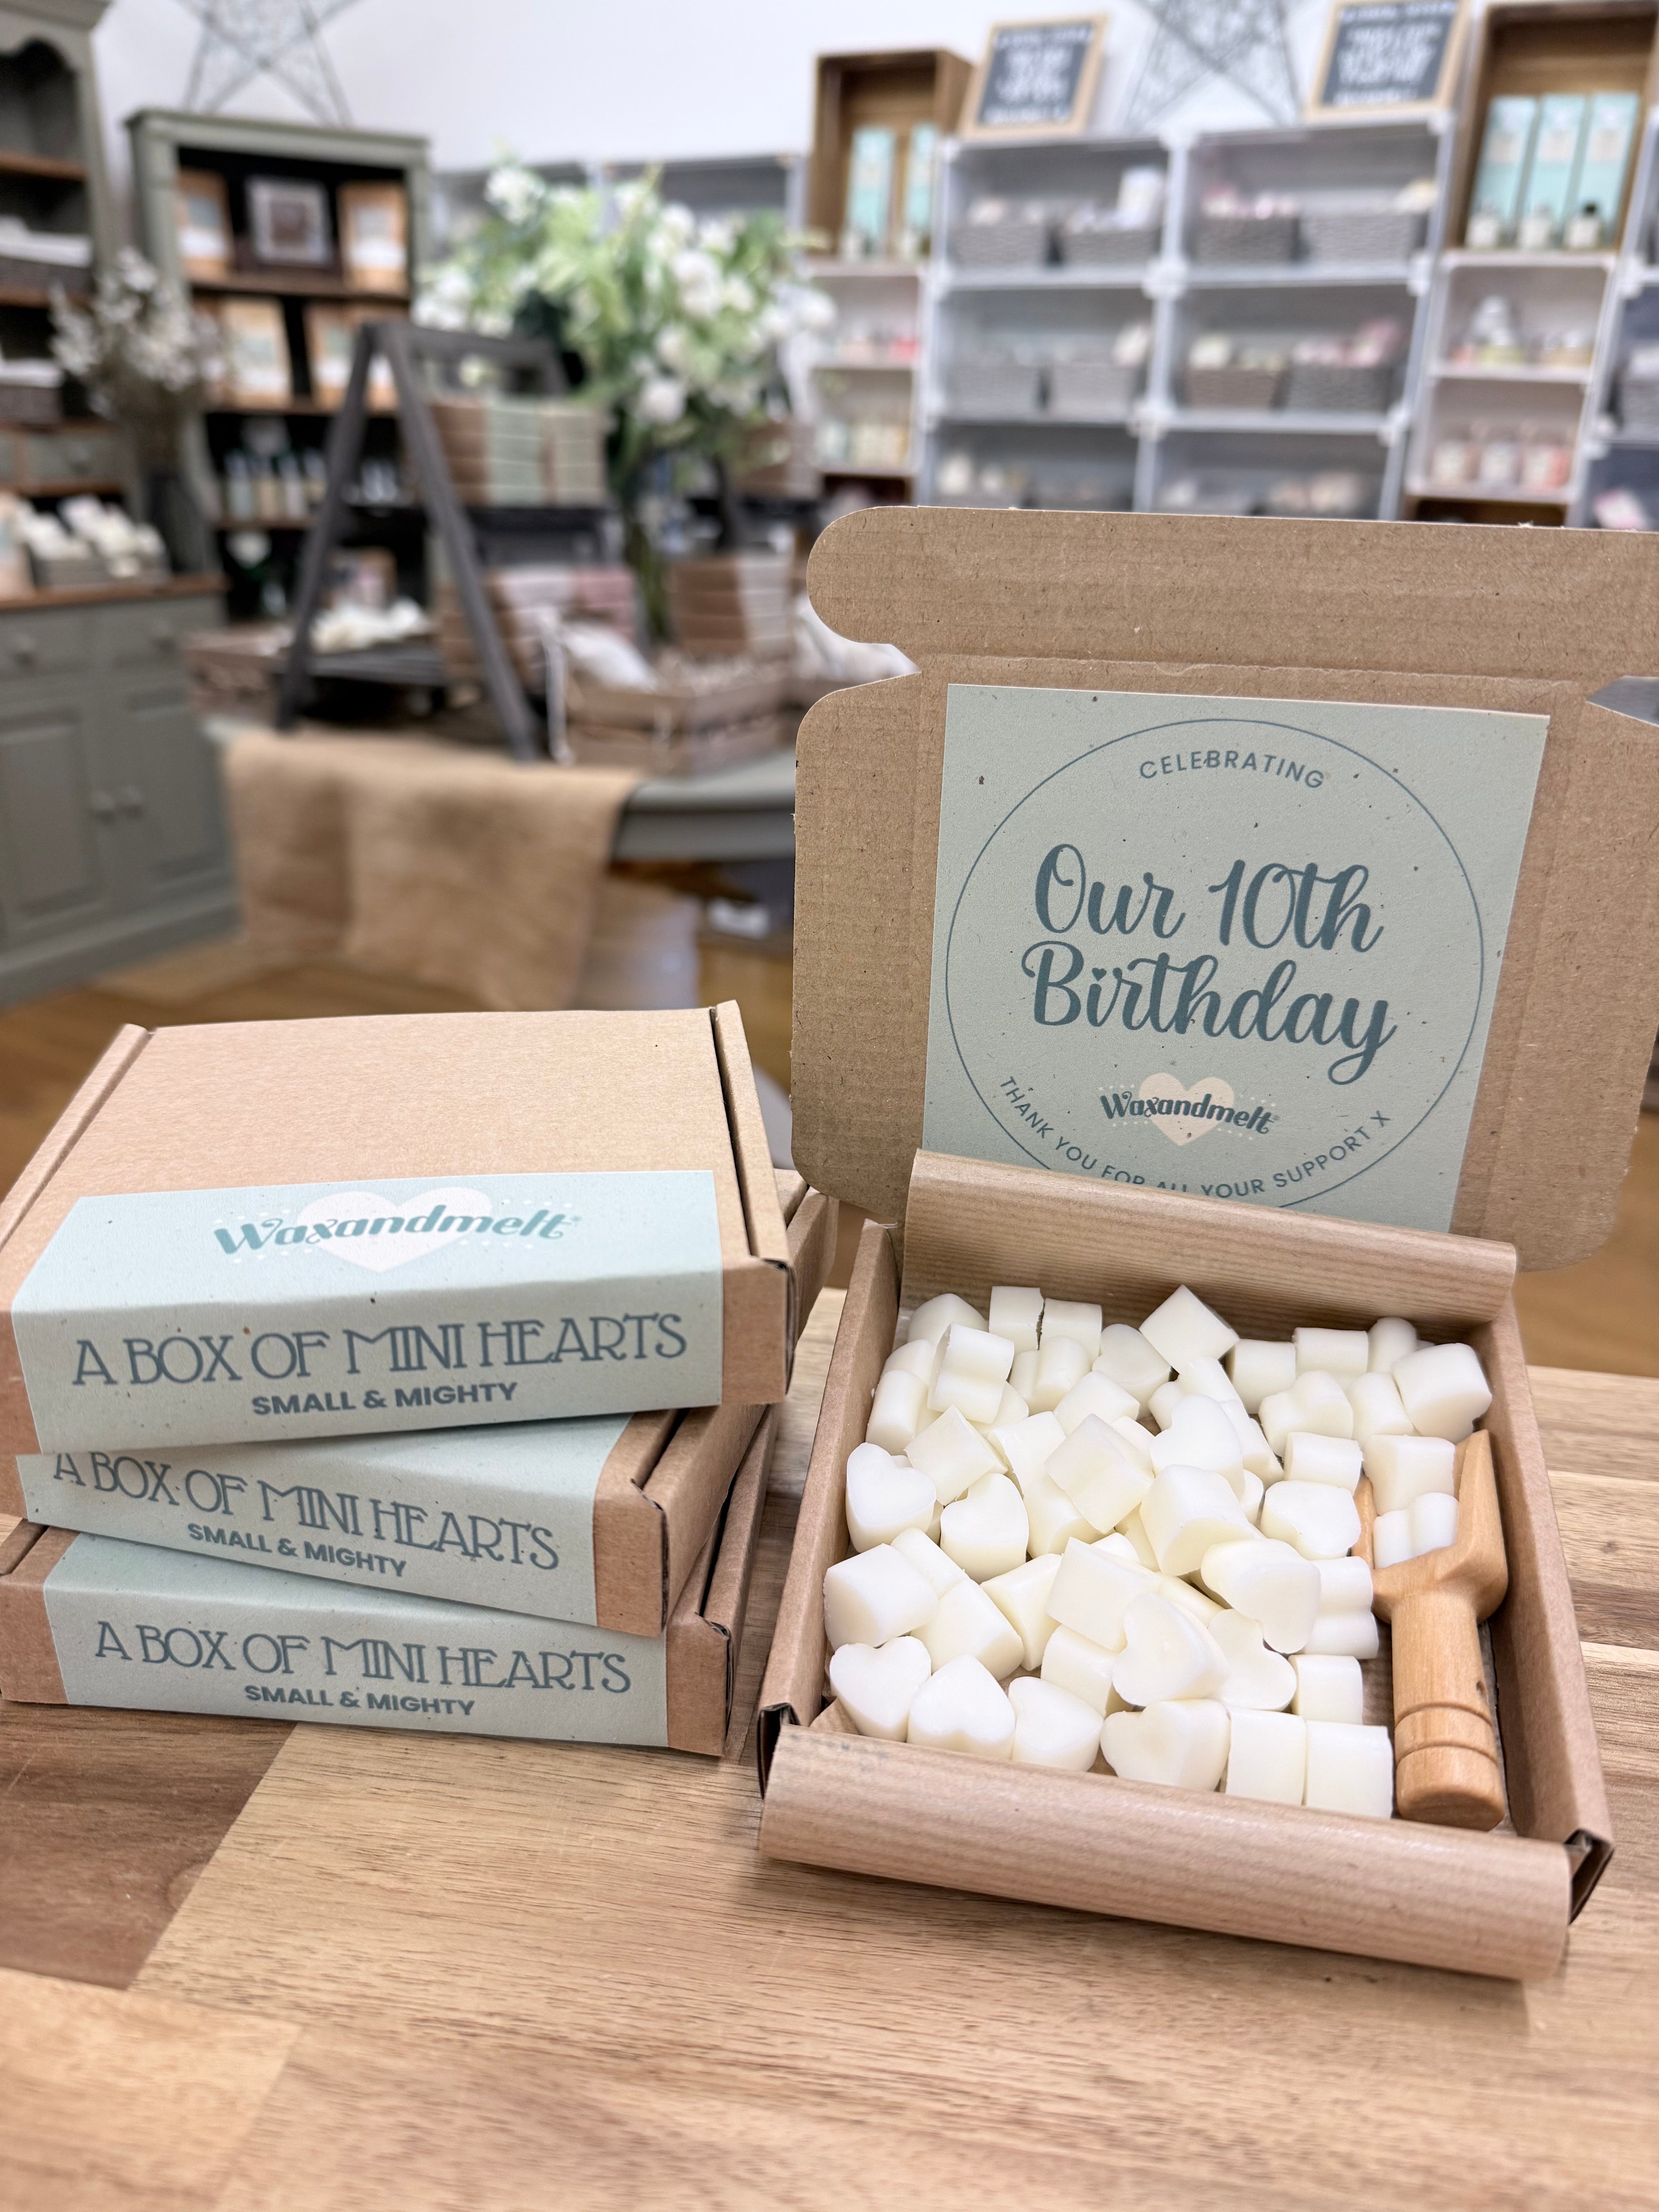 CELEBRATING
Our 10th
Birthday
Waxandmelt
THANK YOU FOR ALL YOUR SUPPORT X
Waxandmelt
A BOX OF MINI HEARTS
SMALL & MIGHTY
A BOX OF MINI HEARTS
SMALL & MIGHTY
A BOX OF MINI HEARTS
SMALL & MIGHTY